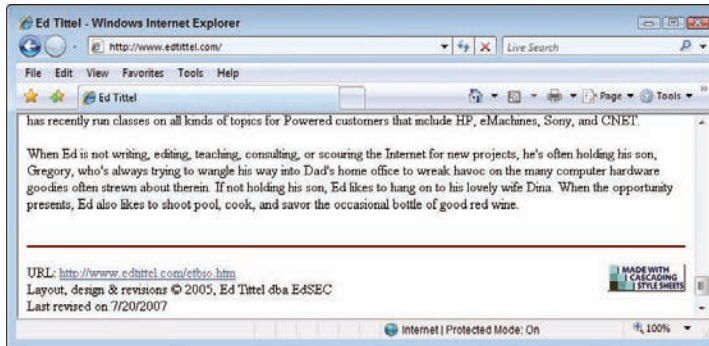 Ed Tittel - Windows Internet Explorer
http://www.edtittel.com/
Live Search
File Edit View Favorites Tools Help
Ed Tittel
Page Tools
has recently run classes on all kinds of topics for Powered customers that include HP, eMachines, Sony, and CNET.
When Ed is not writing, editing, teaching, consulting, or scouring the Internet for new projects, he's often holding his son,
Gregory, who's always trying to wangle his way into Dad's home office to wreak havoc on the many computer hardware
goodies often strewn about therein. If not holding his son, Ed likes to hang on to his lovely wife Dina. When the opportunity
presents, Ed also likes to shoot pool, cook, and savor the occasional bottle of good red wine.
URL: http://www.edtittel.com/etbio.htm
Layout, design & revisions © 2005, Ed Tittel dba EdSEC
Last revised on 7/20/2007
MADE WITH
CASCADING
STYLE SHEETS
Internet | Protected Mode: On
100%